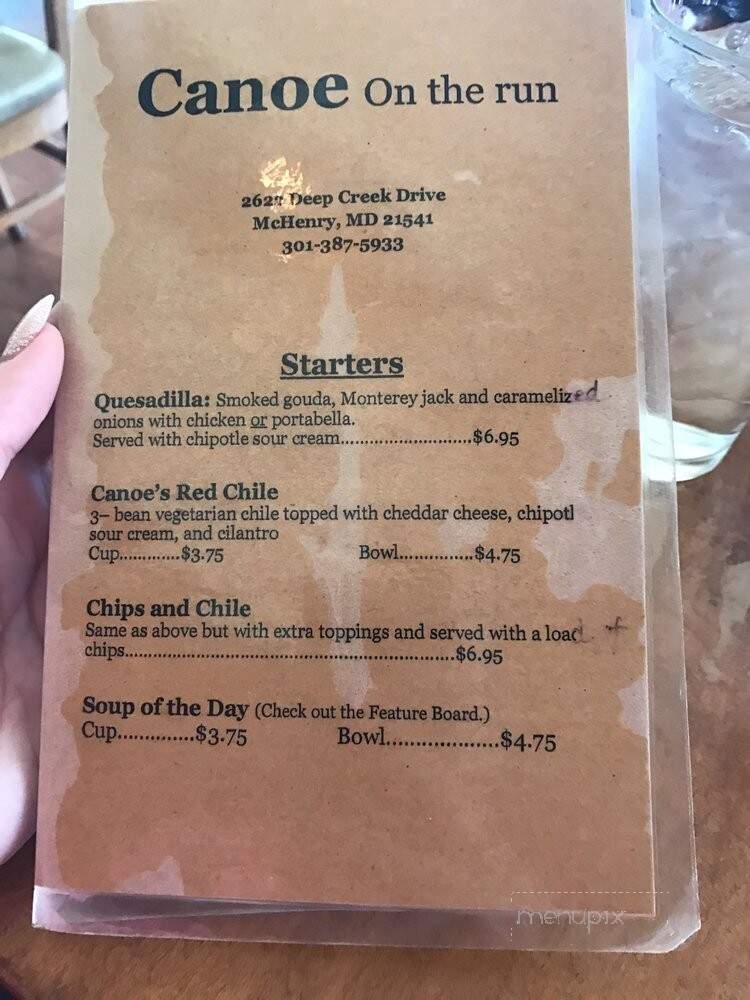 Canoe On the run
Deep Creek Drive
McHenry, MD 21541
301-387-5933
Starters
Quesadilla: Smoked gouda, Monterey jack and caramelized
onions with chicken or portabella.
Served with chipotle sour cream..........................$6.95
Canoe's Red Chile
3– bean vegetarian chile topped with cheddar cheese, chipotl
sour cream, and cilantro
Cup.............$3.75 Bowl...............$4.75
Chips and Chile
Same as above but with extra toppings and served with a load
chips.................................................................$6.95
Soup of the Day (Check out the Feature Board.)
Cup..............$3.75 Bowl...................$4.75
menupix